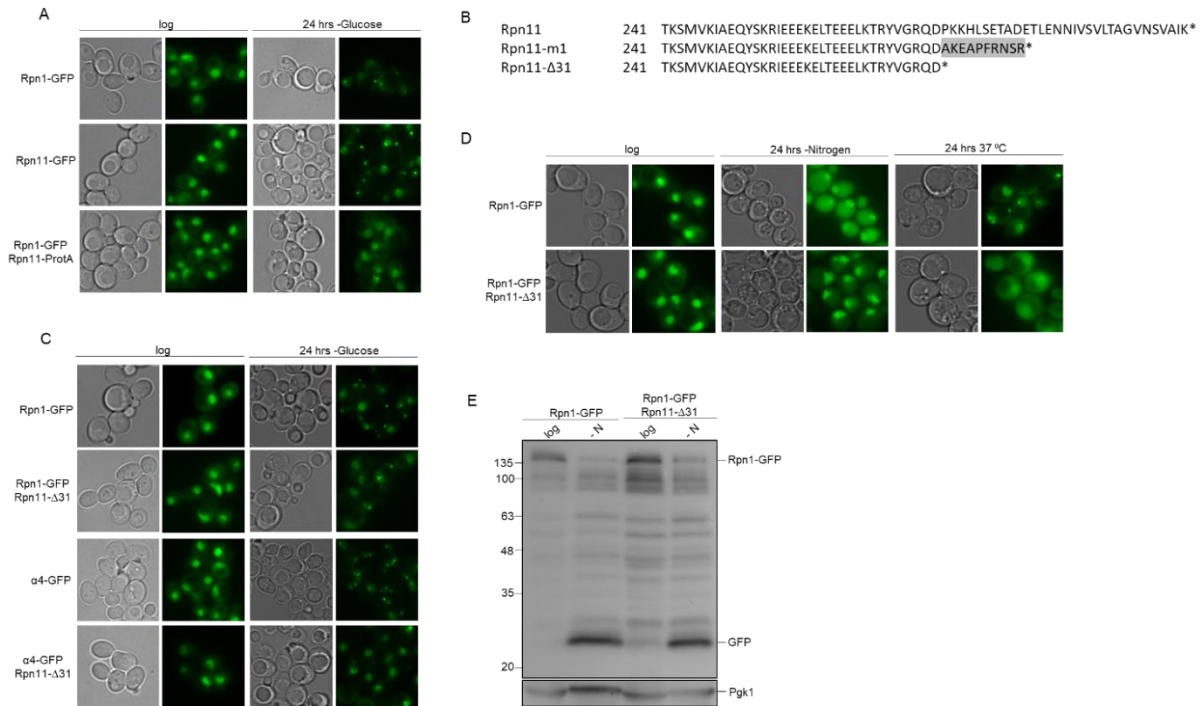 A
log
24 hrs -Glucose
Rpn1-GFP
Rpn11-GFP
Rpn1-GFP
Rpn11-ProtA
B
Rpn11 241 TKSMVKIAEQYSKRIEEEKELTEEELKTRYVGRQDPKKHLSETADETLENNIVSVLTAGVNSVAIK*
Rpn11-m1 241 TKSMVKIAEQYSKRIEEEKELTEEELKTRYVGRQDAKEAPFRNSR*
Rpn11-Δ31 241 TKSMVKIAEQYSKRIEEEKELTEEELKTRYVGRQD*
C
log
24 hrs -Glucose
Rpn1-GFP
Rpn1-GFP
Rpn11-Δ31
α4-GFP
α4-GFP
Rpn11-Δ31
D
log
24 hrs -Nitrogen
24 hrs 37 ºC
Rpn1-GFP
Rpn1-GFP
Rpn11-Δ31
E
Rpn1-GFP
Rpn1-GFP
Rpn11-Δ31
log
- N
log
- N
135
100
63
48
35
20
Rpn1-GFP
GFP
Pgk1